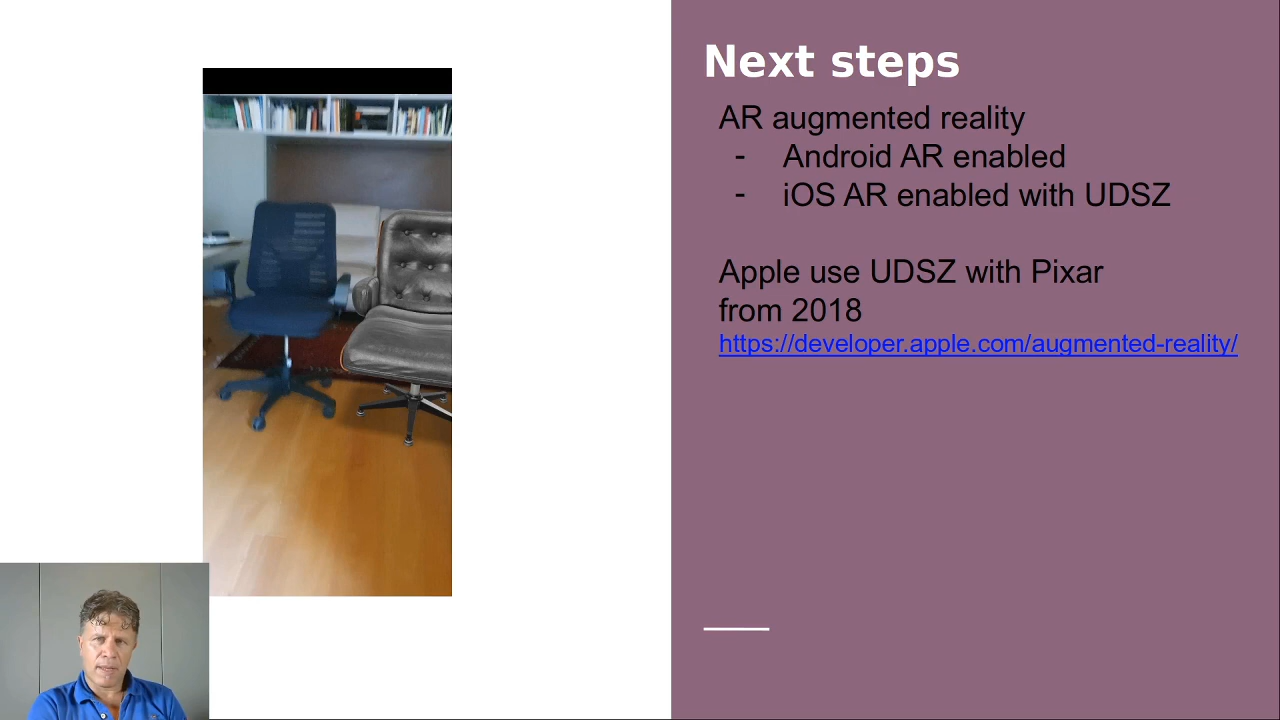 Next steps
AR augmented reality
- Android AR enabled
- iOS AR enabled with UDSZ
Apple use UDSZ with Pixar
from 2018
https://developer.apple.com/augmented-reality/